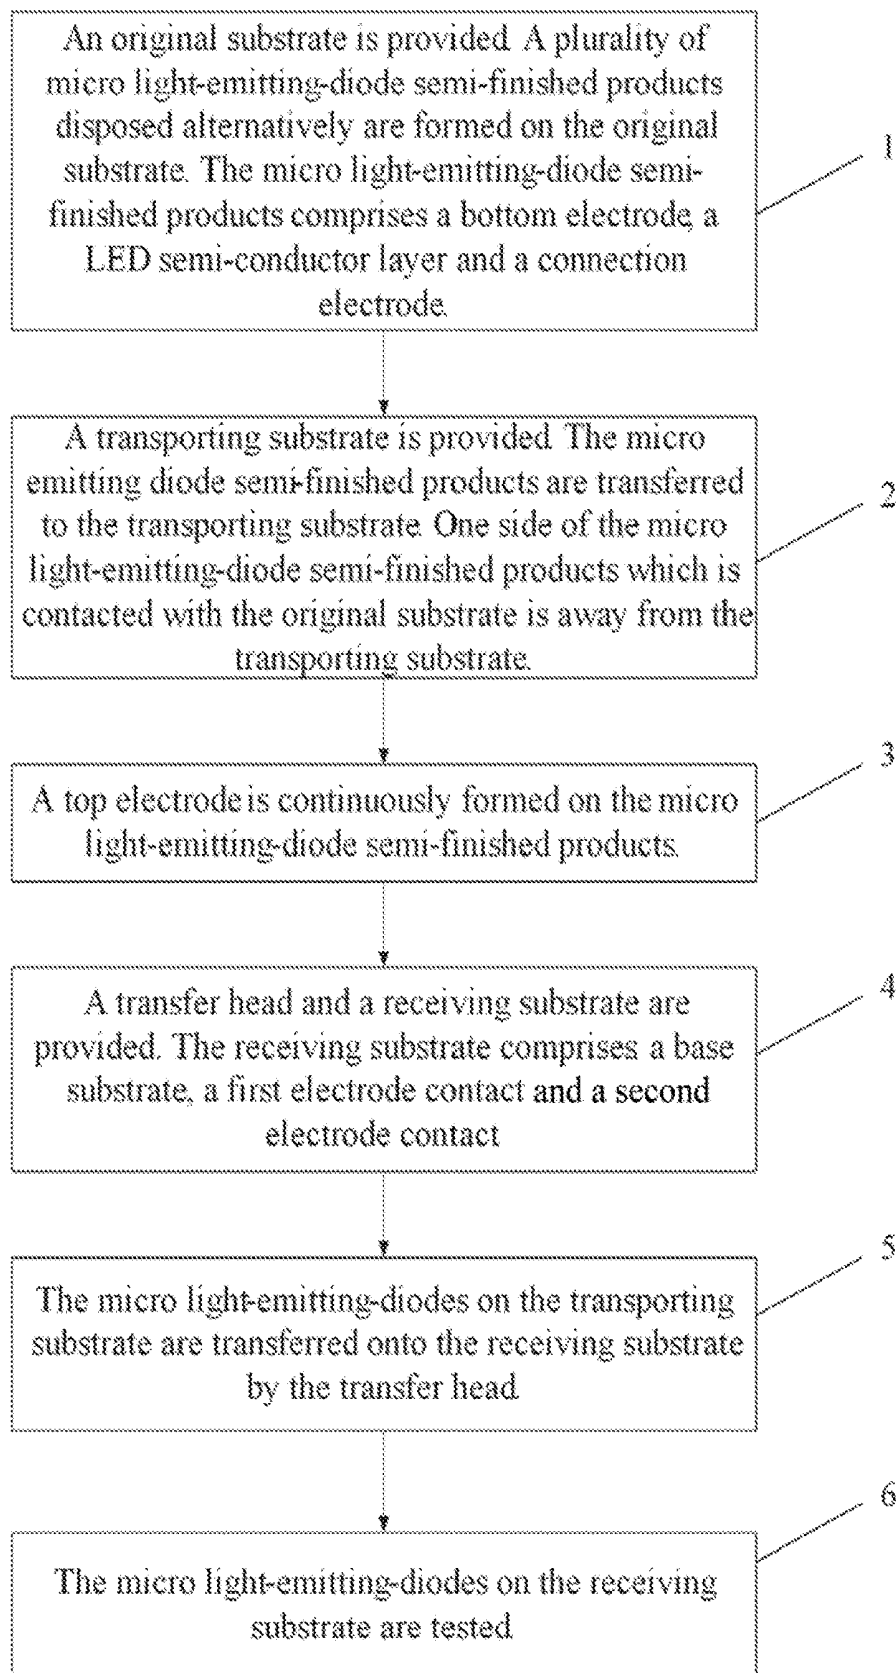 An original substrate is provided. A plurality of
micro light-emitting-diode semi-finished products
disposed alternatively are formed on the original
substrate. The micro light-emitting-diode semi-
finished products comprises a bottom electrode, a
LED semi-conductor layer and a connection
electrode.
1
A transporting substrate is provided. The micro
emitting diode semi-finished products are transferred
to the transporting substrate. One side of the micro
light-emitting-diode semi-finished products which is
contacted with the original substrate is away from the
transporting substrate.
2
A top electrode is continuously formed on the micro
light-emitting-diode semi-finished products.
3
A transfer head and a receiving substrate are
provided. The receiving substrate comprises a base
substrate, a first electrode contact and a second
electrode contact
4
The micro light-emitting-diodes on the transporting
substrate are transferred onto the receiving substrate
by the transfer head.
5
The micro light-emitting-diodes on the receiving
substrate are tested.
6